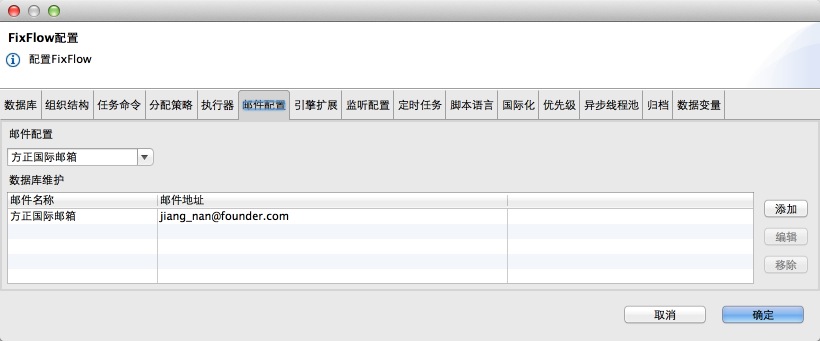 FixFlow配置
配置FixFlow
数据库 组织结构 任务命令 分配策略 执行器 邮件配置 引擎扩展 监听配置 定时任务 脚本语言 国际化 优先级 异步线程池 归档 数据变量
邮件配置
方正国际邮箱
数据库维护
邮件名称 邮件地址
方正国际邮箱 jiang_nan@founder.com
添加
编辑
移除
取消 确定